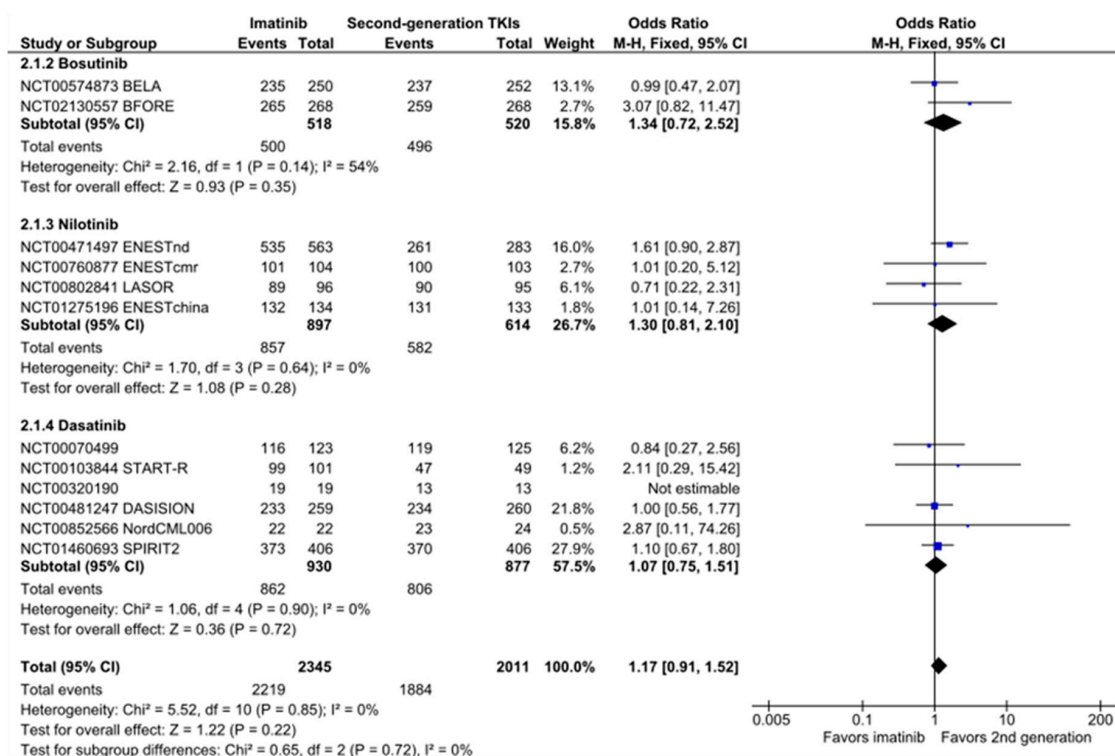 Imatinib Second-generation TKIs Odds Ratio Odds Ratio
Study or Subgroup Events Total Events Total Weight M-H, Fixed, 95% CI M-H, Fixed, 95% CI
2.1.2 Bosutinib
NCT00574873 BELA 235 250 237 252 13.1% 0.99 [0.47, 2.07]
NCT02130557 BFORE 265 268 259 268 2.7% 3.07 [0.82, 11.47]
Subtotal (95% CI) 518 520 15.8% 1.34 [0.72, 2.52]
Total events 500 496
Heterogeneity: Chi² = 2.16, df = 1 (P = 0.14); I² = 54%
Test for overall effect: Z = 0.93 (P = 0.35)
2.1.3 Nilotinib
NCT00471497 ENESTnd 535 563 261 283 16.0% 1.61 [0.90, 2.87]
NCT00760877 ENESTcmr 101 104 100 103 2.7% 1.01 [0.20, 5.12]
NCT00802841 LASOR 89 96 90 95 6.1% 0.71 [0.22, 2.31]
NCT01275196 ENESTchina 132 134 131 133 1.8% 1.01 [0.14, 7.26]
Subtotal (95% CI) 897 614 26.7% 1.30 [0.81, 2.10]
Total events 857 582
Heterogeneity: Chi² = 1.70, df = 3 (P = 0.64); I² = 0%
Test for overall effect: Z = 1.08 (P = 0.28)
2.1.4 Dasatinib
NCT00070499 116 123 119 125 6.2% 0.84 [0.27, 2.56]
NCT00103844 START-R 99 101 47 49 1.2% 2.11 [0.29, 15.42]
NCT00320190 19 19 13 13 Not estimable
NCT00481247 DASISION 233 259 234 260 21.8% 1.00 [0.56, 1.77]
NCT00852566 NordCML006 22 22 23 24 0.5% 2.87 [0.11, 74.26]
NCT01460693 SPIRIT2 373 406 370 406 27.9% 1.10 [0.67, 1.80]
Subtotal (95% CI) 930 877 57.5% 1.07 [0.75, 1.51]
Total events 862 806
Heterogeneity: Chi² = 1.06, df = 4 (P = 0.90); I² = 0%
Test for overall effect: Z = 0.36 (P = 0.72)
Total (95% CI) 2345 2011 100.0% 1.17 [0.91, 1.52]
Total events 2219 1884
Heterogeneity: Chi² = 5.52, df = 10 (P = 0.85); I² = 0%
Test for overall effect: Z = 1.22 (P = 0.22)
Test for subgroup differences: Chi² = 0.65, df = 2 (P = 0.72), I² = 0%
0.005 0.1 1 10 200
Favors imatinib Favors 2nd generation